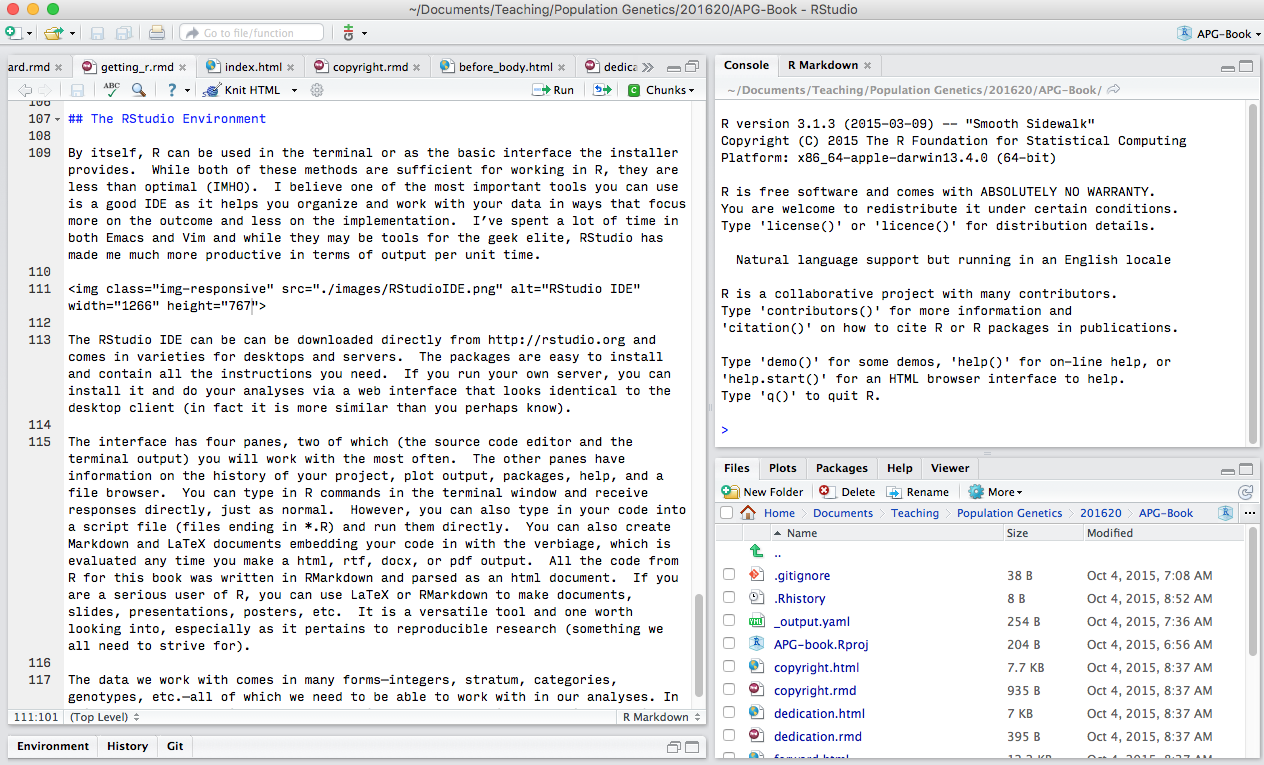 ~/Documents/Teaching/Population Genetics/201620/APG-Book - RStudio
Go to file/function
APG-Book
ard.rmd
getting_r.rmd
index.html
copyright.rmd
before_body.html
dedica
ABC
Knit HTML
Run
Chunks
108
107 ## The RStudio Environment
108
109 By itself, R can be used in the terminal or as the basic interface the installer
provides.  While both of these methods are sufficient for working in R, they are
less than optimal (IMHO).  I believe one of the most important tools you can use
is a good IDE as it helps you organize and work with your data in ways that focus
more on the outcome and less on the implementation.  I’ve spent a lot of time in
both Emacs and Vim and while they may be tools for the geek elite, RStudio has
made me much more productive in terms of output per unit time.
110
111 <img class="img-responsive" src="./images/RStudioIDE.png" alt="RStudio IDE"
width="1266" height="767">
112
113 The RStudio IDE can be can be downloaded directly from http://rstudio.org and
comes in varieties for desktops and servers.  The packages are easy to install
and contain all the instructions you need.  If you run your own server, you can
install it and do your analyses via a web interface that looks identical to the
desktop client (in fact it is more similar than you perhaps know).
114
115 The interface has four panes, two of which (the source code editor and the
terminal output) you will work with the most often.  The other panes have
information on the history of your project, plot output, packages, help, and a
file browser.  You can type in R commands in the terminal window and receive
responses directly, just as normal.  However, you can also type in your code into
a script file (files ending in *.R) and run them directly.  You can also create
Markdown and LaTeX documents embedding your code in with the verbiage, which is
evaluated any time you make a html, rtf, docx, or pdf output.  All the code from
R for this book was written in RMarkdown and parsed as an html document.  If you
are a serious user of R, you can use LaTeX or RMarkdown to make documents,
slides, presentations, posters, etc.  It is a versatile tool and one worth
looking into, especially as it pertains to reproducible research (something we
all need to strive for).
116
117 The data we work with comes in many forms—integers, stratum, categories,
genotypes, etc.—all of which we need to be able to work with in our analyses. In
111:101 (Top Level)
R Markdown
Environment
History
Git
Console
R Markdown
~/Documents/Teaching/Population Genetics/201620/APG-Book/
R version 3.1.3 (2015-03-09) -- "Smooth Sidewalk"
Copyright (C) 2015 The R Foundation for Statistical Computing
Platform: x86_64-apple-darwin13.4.0 (64-bit)
R is free software and comes with ABSOLUTELY NO WARRANTY.
You are welcome to redistribute it under certain conditions.
Type 'license()' or 'licence()' for distribution details.
Natural language support but running in an English locale
R is a collaborative project with many contributors.
Type 'contributors()' for more information and
'citation()' on how to cite R or R packages in publications.
Type 'demo()' for some demos, 'help()' for on-line help, or
'help.start()' for an HTML browser interface to help.
Type 'q()' to quit R.
>
Files
Plots
Packages
Help
Viewer
New Folder
Delete
Rename
More
Home
Documents
Teaching
Population Genetics
201620
APG-Book
Name Size Modified
..
.gitignore 38 B Oct 4, 2015, 7:08 AM
.Rhistory 8 B Oct 4, 2015, 8:52 AM
_output.yaml 254 B Oct 4, 2015, 7:36 AM
APG-book.Rproj 204 B Oct 4, 2015, 6:56 AM
copyright.html 7.7 KB Oct 4, 2015, 8:37 AM
copyright.rmd 935 B Oct 4, 2015, 8:37 AM
dedication.html 7 KB Oct 4, 2015, 8:37 AM
dedication.rmd 395 B Oct 4, 2015, 8:37 AM